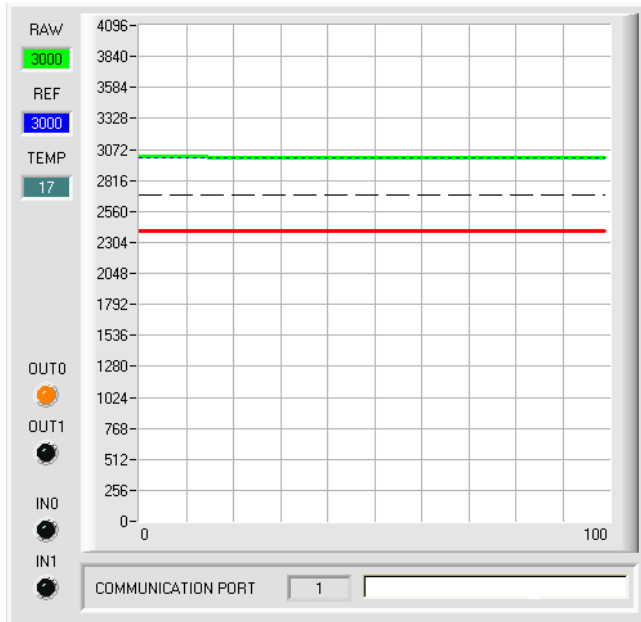 RAW
3000
REF
3000
TEMP
17
OUT0
OUT1
IN0
IN1
4096
3840
3584
3328
3072
2816
2560
2304
2048
1792
1536
1280
1024
768
512
256
0
0 100
COMMUNICATION PORT 1